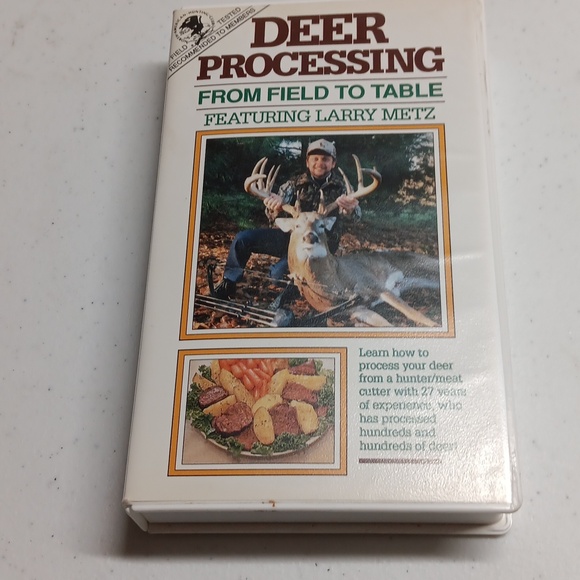 FIELD TESTED
RECOMMENDED TO MEMBERS
DEER
PROCESSING
FROM FIELD TO TABLE
FEATURING LARRY METZ
Learn how to
process your deer
from a hunter/meat
cutter with 27 years
of experience, who
has processed
hundreds and
hundreds of deer!